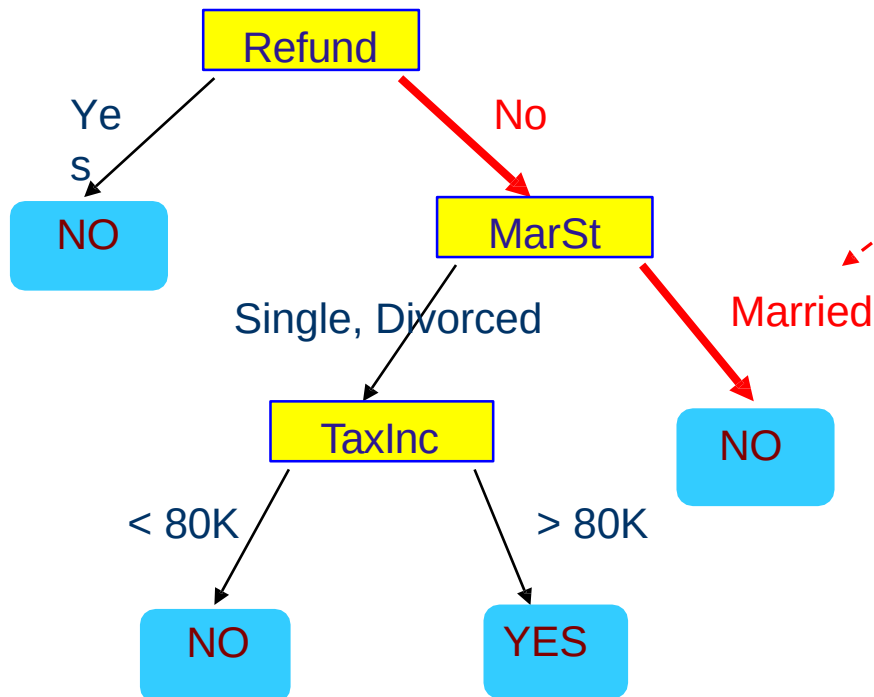 Refund
Ye
s
No
NO
MarSt
Single, Divorced
Married
TaxInc
NO
< 80K
> 80K
NO
YES